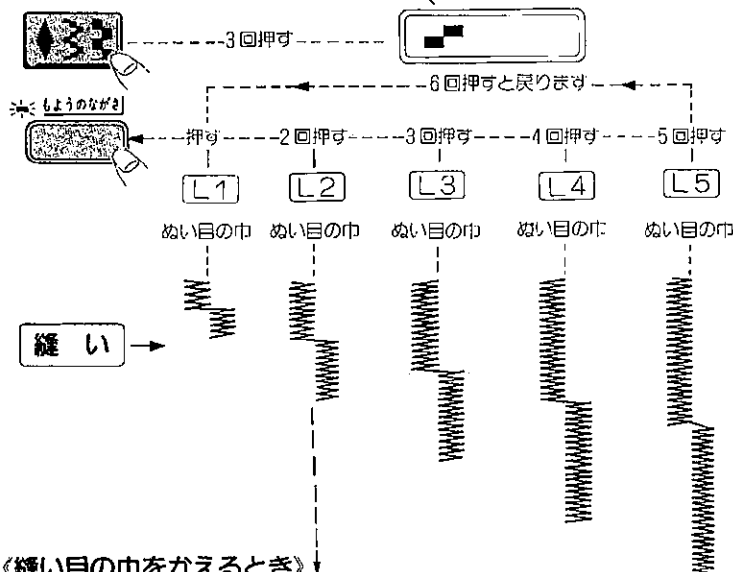 3回押す
6回押すと戻ります
もようのながさ
押す 2回押す 3回押す 4回押す 5回押す
L1 L2 L3 L4 L5
ぬい目の巾 ぬい目の巾 ぬい目の巾 ぬい目の巾 ぬい目の巾
縫い
《縫い目の巾をかえるとき》